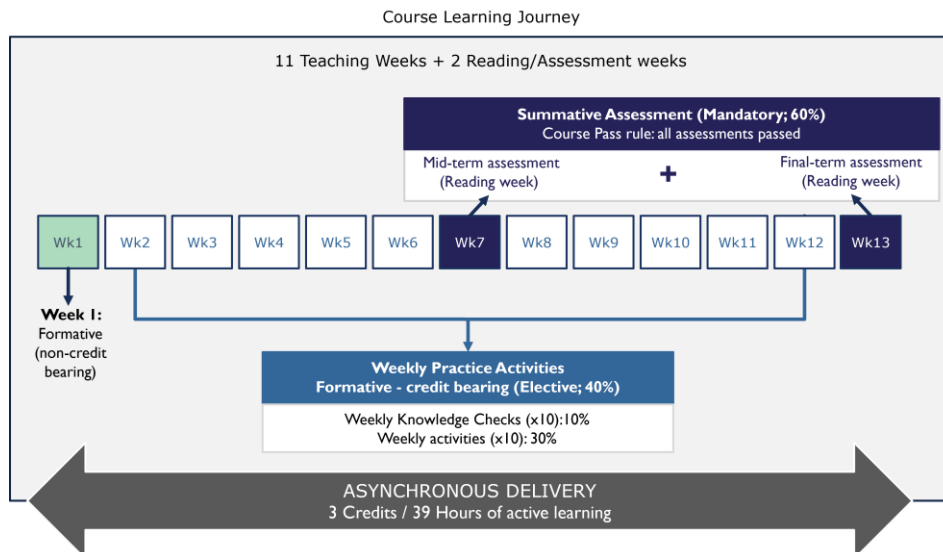 Course Learning Journey
11 Teaching Weeks + 2 Reading/Assessment weeks
Summative Assessment (Mandatory; 60%)
Course Pass rule: all assessments passed
Mid-term assessment
(Reading week)
+
Final-term assessment
(Reading week)
Wk1
Wk2
Wk3
Wk4
Wk5
Wk6
Wk7
Wk8
Wk9
Wk10
Wk11
Wk12
Wk13
Week 1:
Formative
(non-credit
bearing)
Weekly Practice Activities
Formative - credit bearing (Elective; 40%)
Weekly Knowledge Checks (x10):10%
Weekly activities (x10): 30%
ASYNCHRONOUS DELIVERY
3 Credits / 39 Hours of active learning